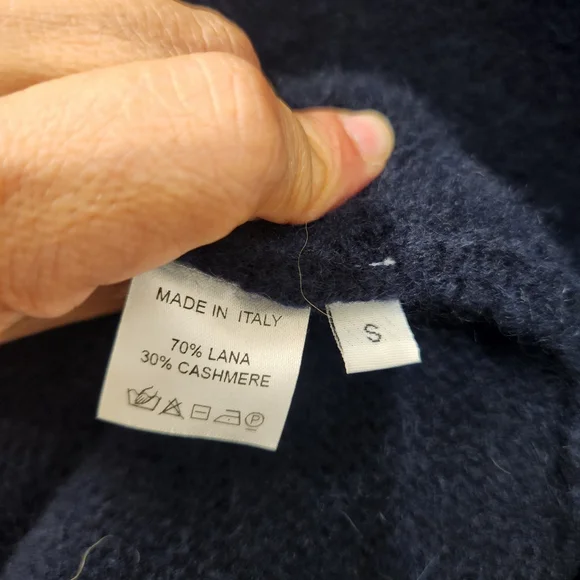 MADE IN ITALY
70% LANA
30% CASHMERE
P
S